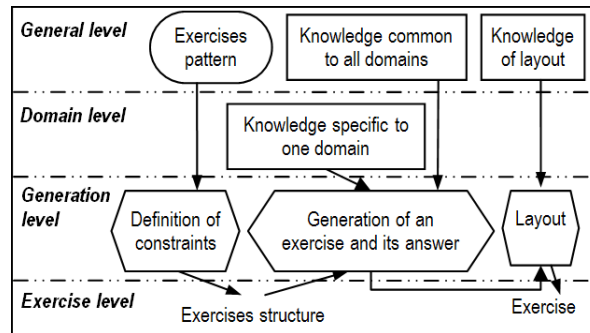 General level
Exercises
pattern
Knowledge common
to all domains
Knowledge
of layout
Domain level
Knowledge specific to
one domain
Generation
level
Definition of
constraints
Generation of an
exercise and its answer
Layout
Exercise level
Exercises structure
Exercise